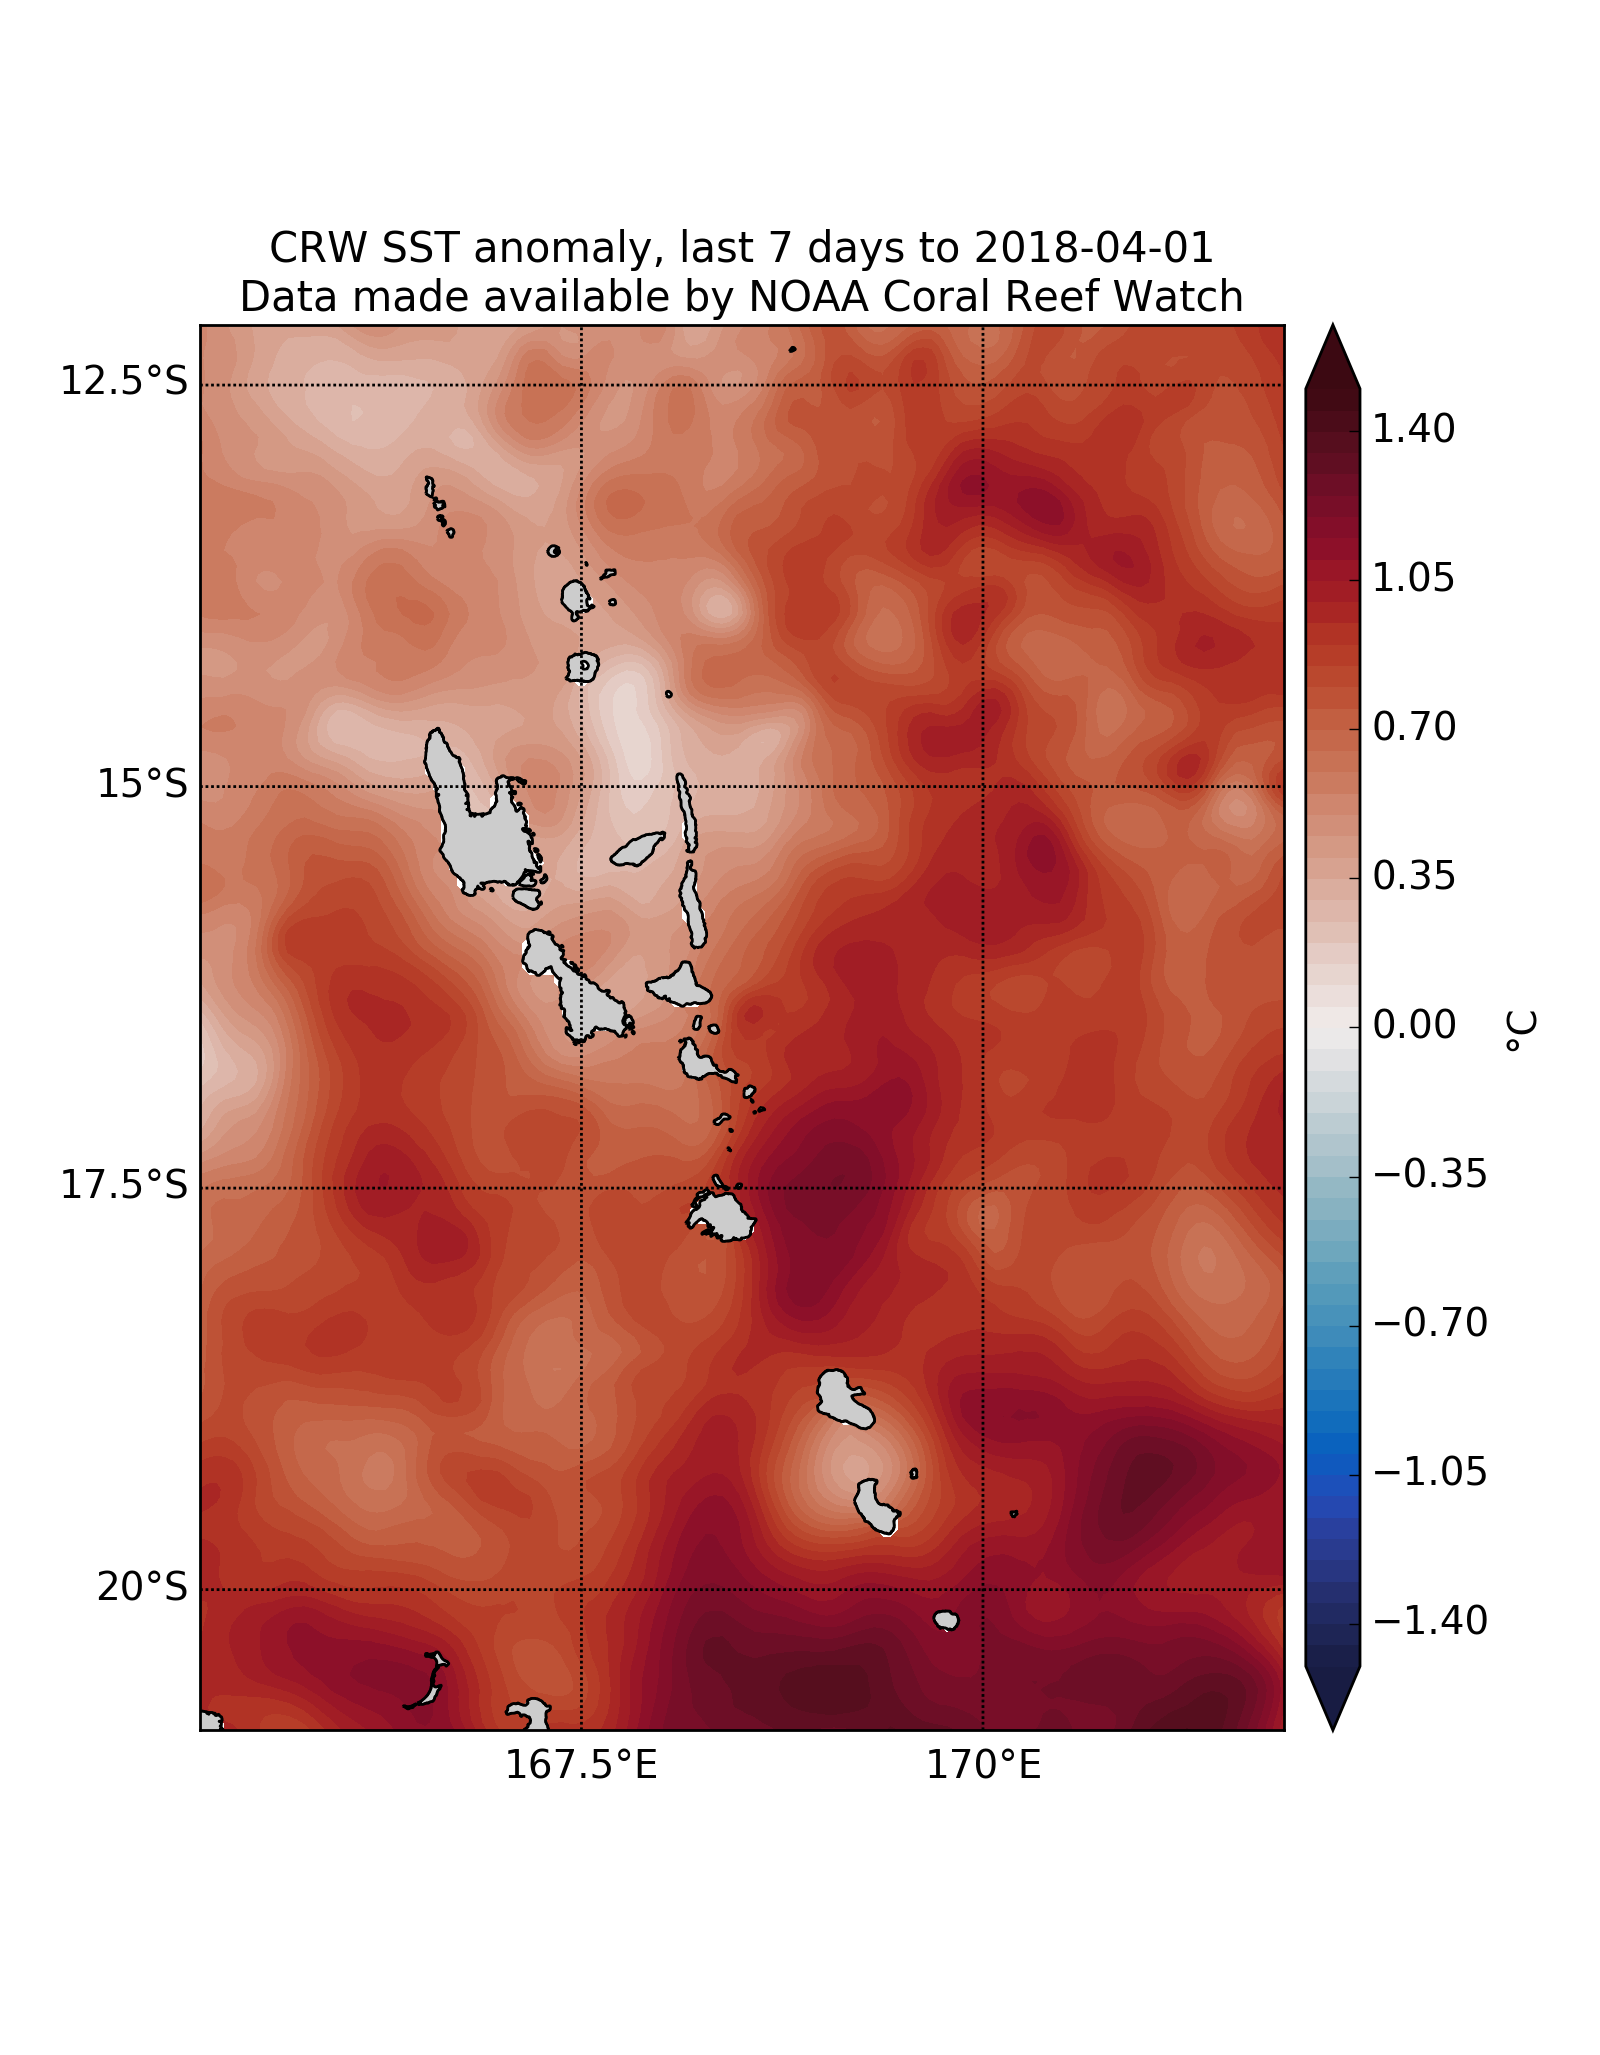 CRW SST anomaly, last 7 days to 2018-04-01
Data made available by NOAA Coral Reef Watch
12.5°S
15°S
17.5°S
20°S
167.5°E
170°E
1.40
1.05
0.70
0.35
0.00
−0.35
−0.70
−1.05
−1.40
°C